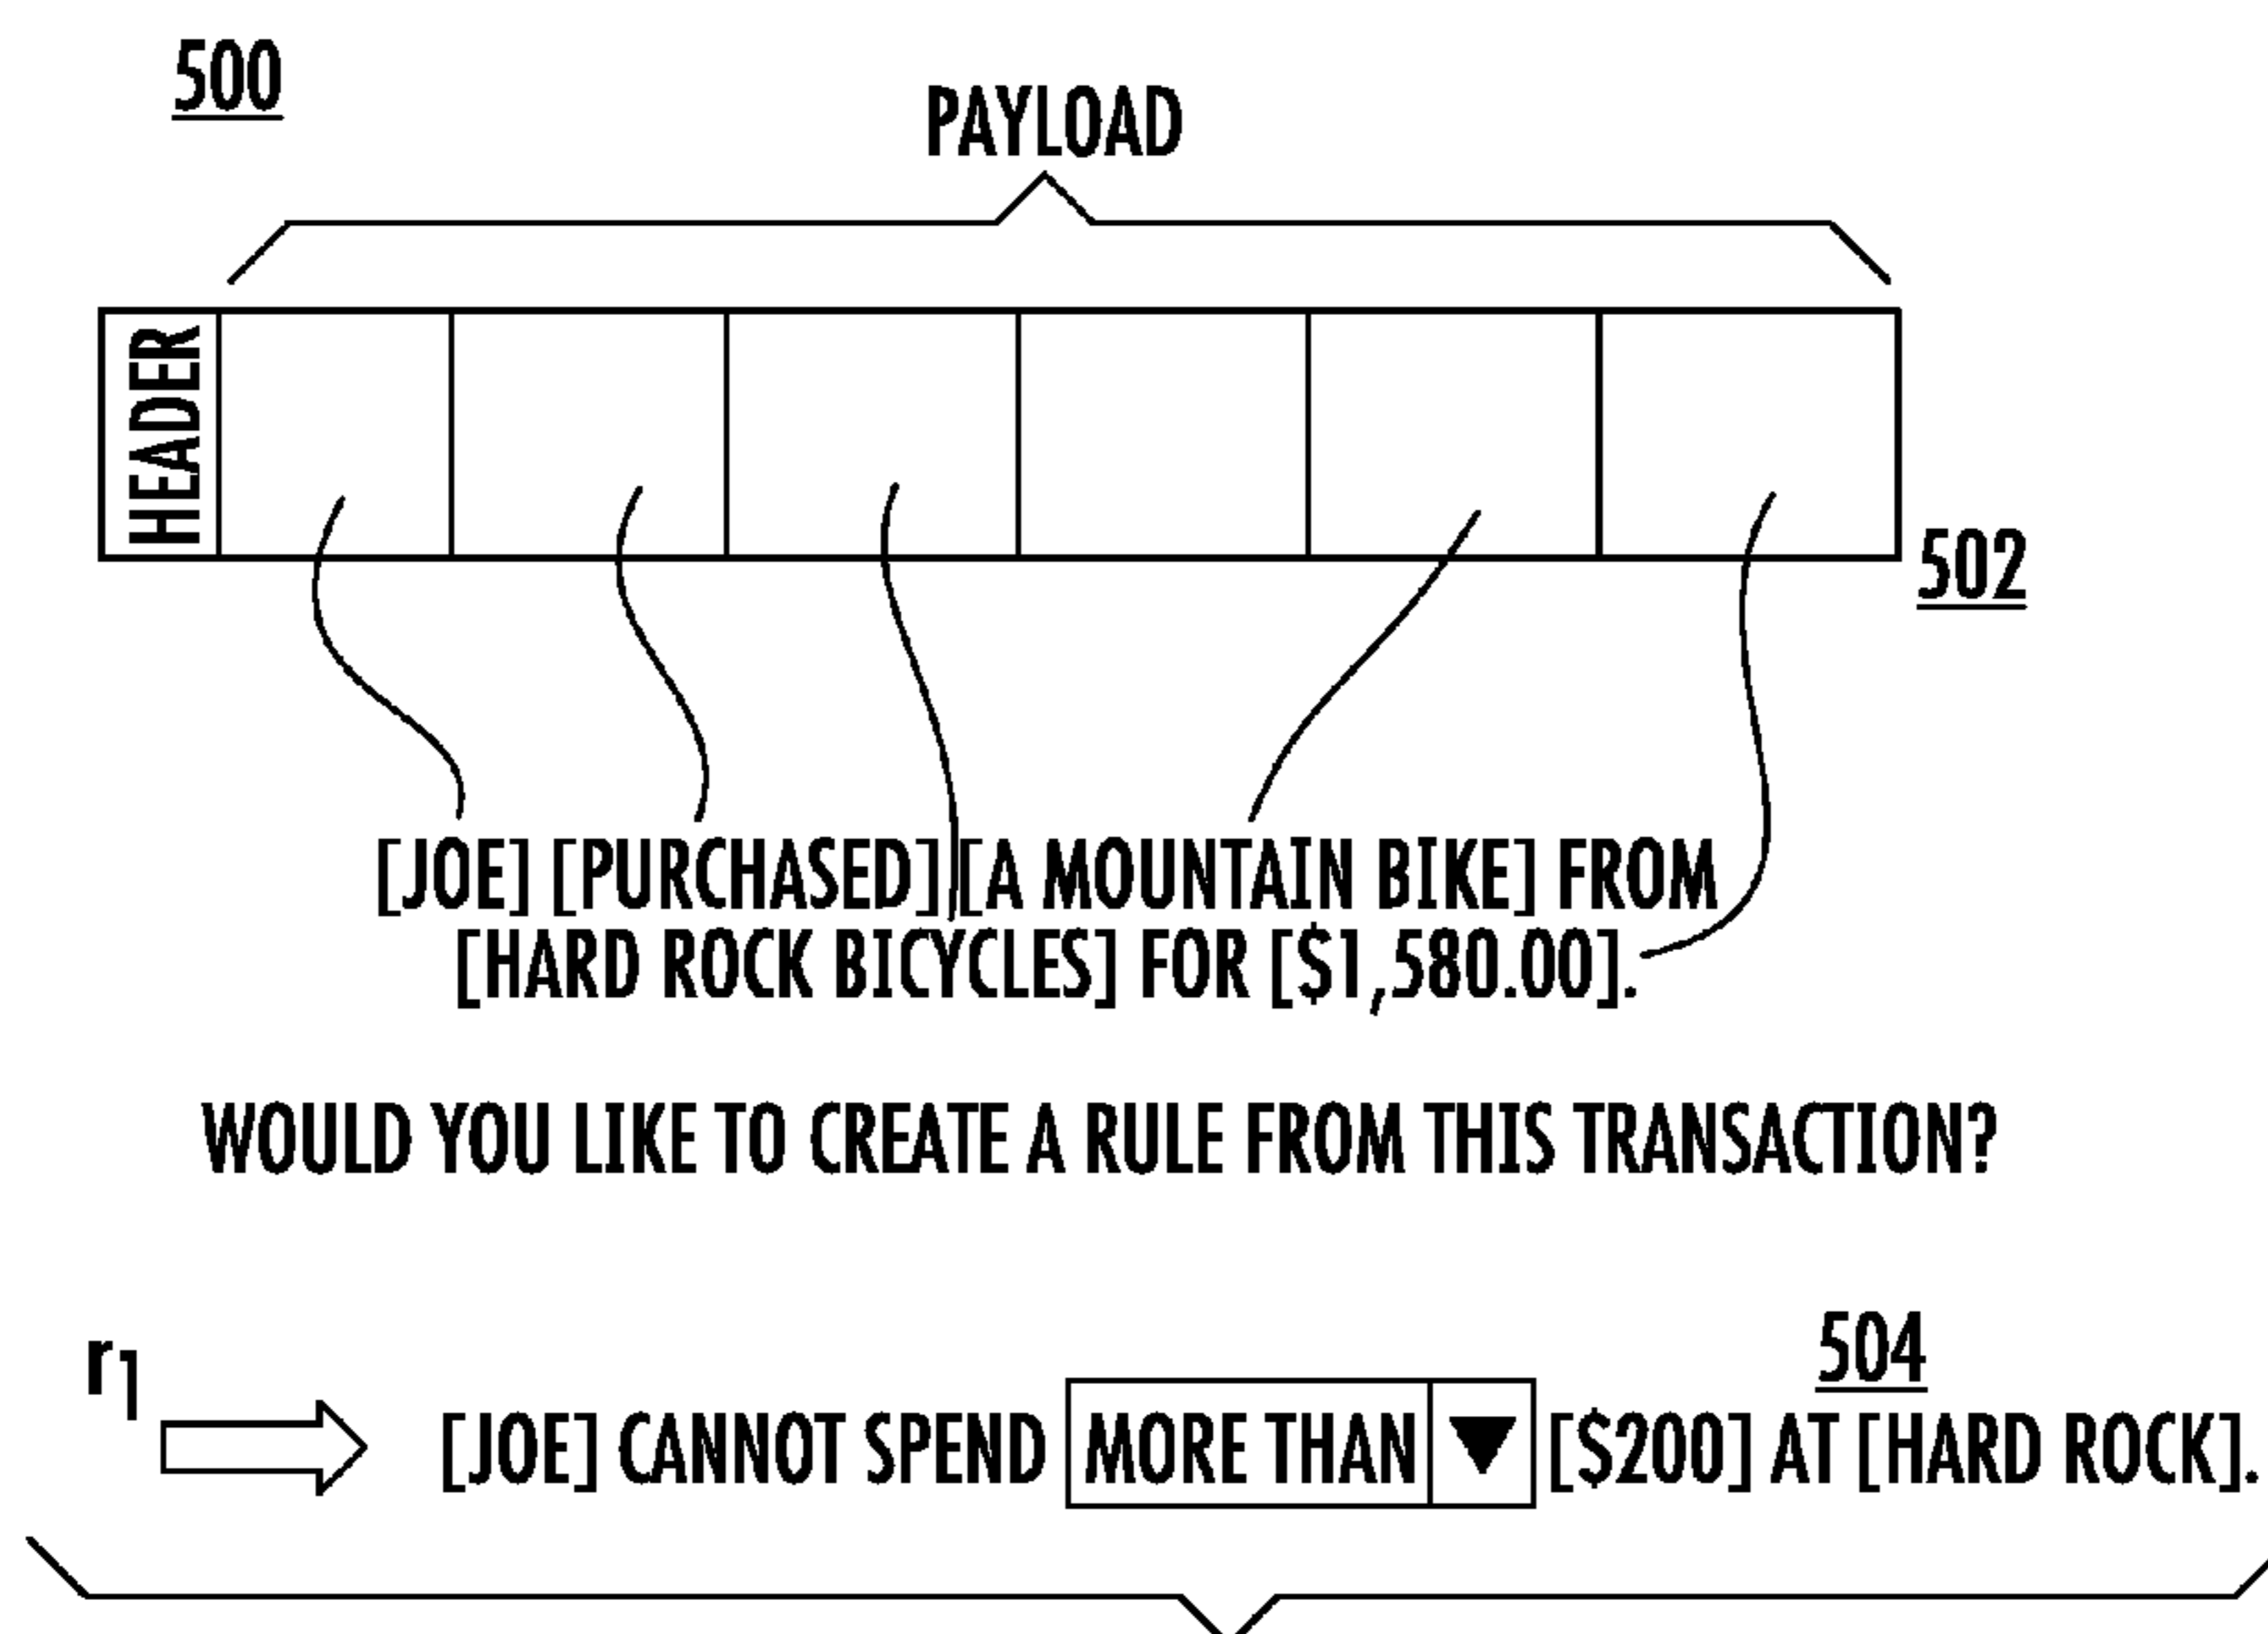 500
PAYLOAD
HEADER
502
[JOE] [PURCHASED] [A MOUNTAIN BIKE] FROM
[HARD ROCK BICYCLES] FOR [$1,580.00].
WOULD YOU LIKE TO CREATE A RULE FROM THIS TRANSACTION?
504
r1
[JOE] CANNOT SPEND MORE THAN ▼ [$200] AT [HARD ROCK].